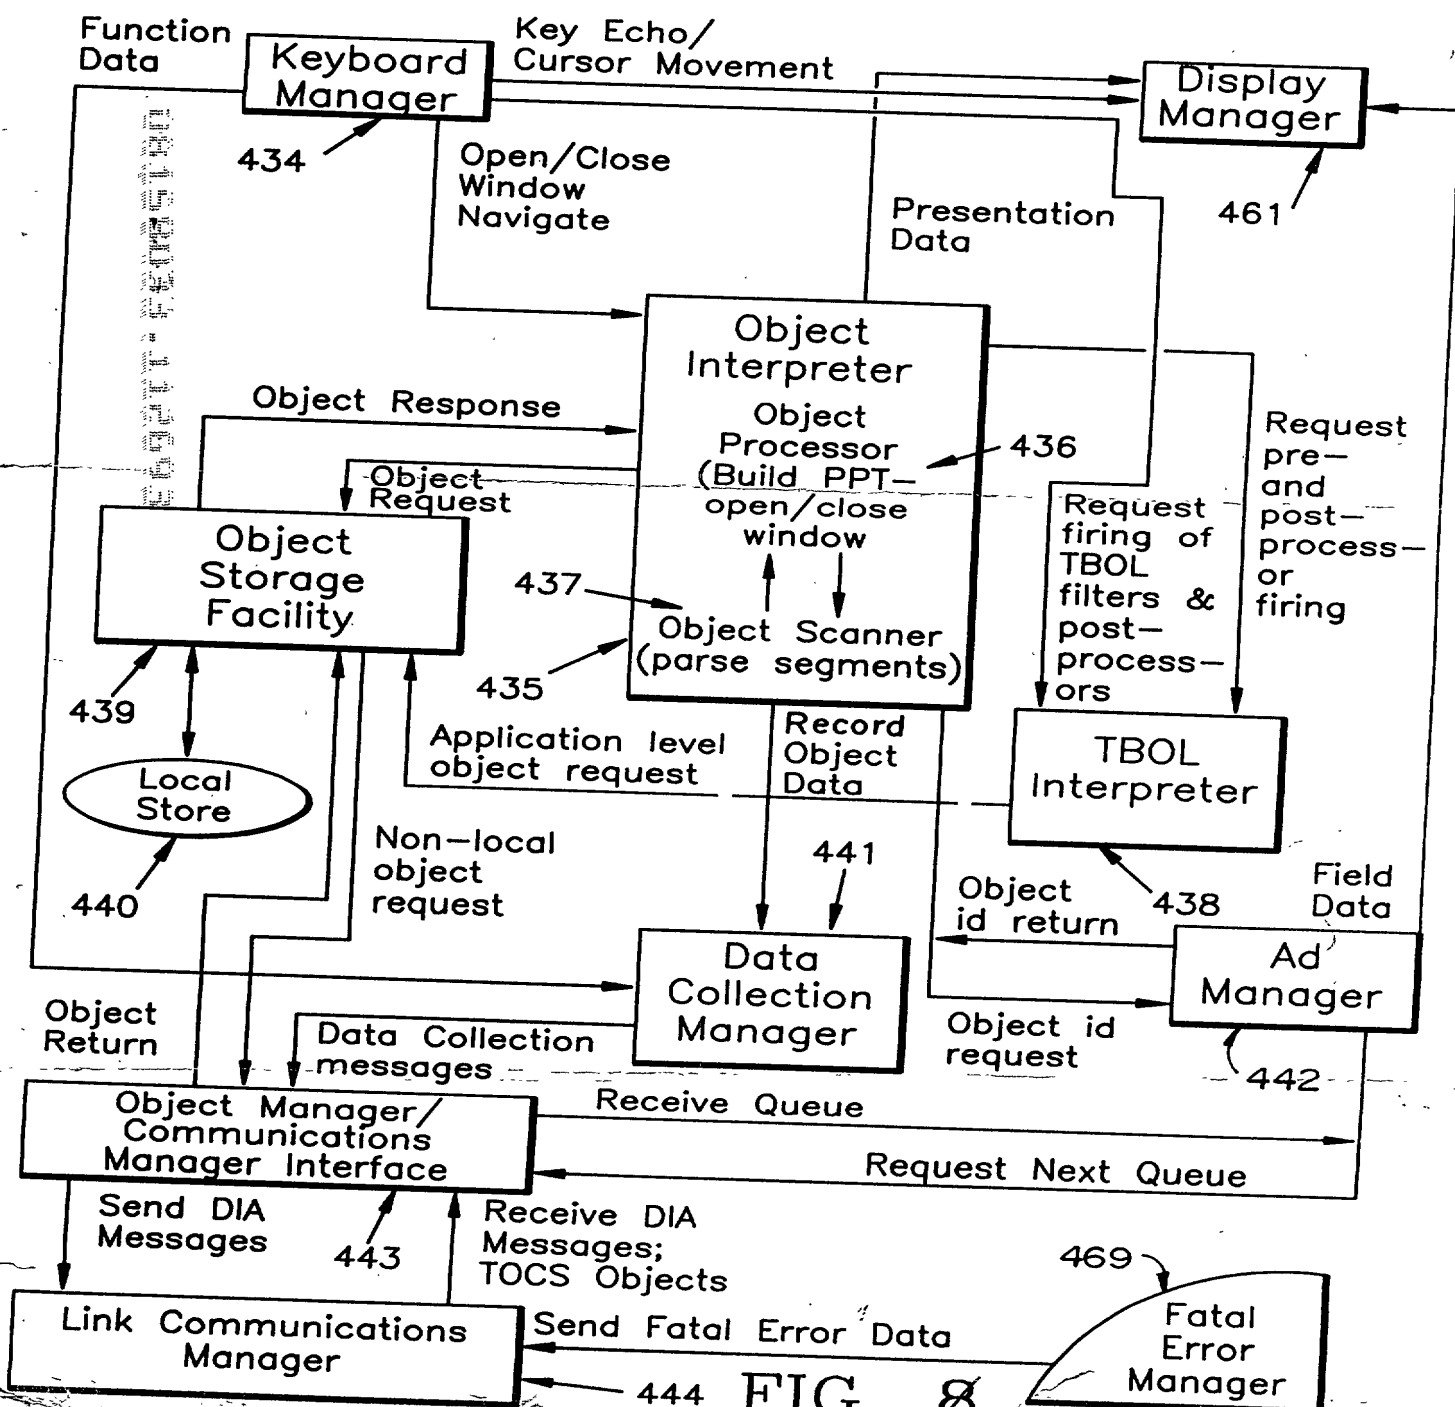 Function
Data
Keyboard
Manager
434
Key Echo/
Cursor Movement
Display
Manager
461
Open/Close
Window
Navigate
Presentation
Data
Object
Interpreter
Object
Processor
(Build PPT—
open/close
window
436
437
Object Scanner
(parse segments)
435
Object Response
Object
Request
Object
Storage
Facility
439
Local
Store
440
Request
firing of
TBOL
filters &
post—
process—
ors
Request
pre—
and
post—
process—
or
firing
TBOL
Interpreter
438
Application level
object request
Record
Object
Data
Non—local
object
request
441
Data
Collection
Manager
Object
id return
Field
Data
Ad
Manager
442
Object id
request
Object
Return
Data Collection
messages
Object Manager/
Communications
Manager Interface
443
Receive Queue
Request Next Queue
Send DIA
Messages
Receive DIA
Messages;
TOCS Objects
Link Communications
Manager
444
Send Fatal Error Data
469
Fatal
Error
Manager
FIG. 8